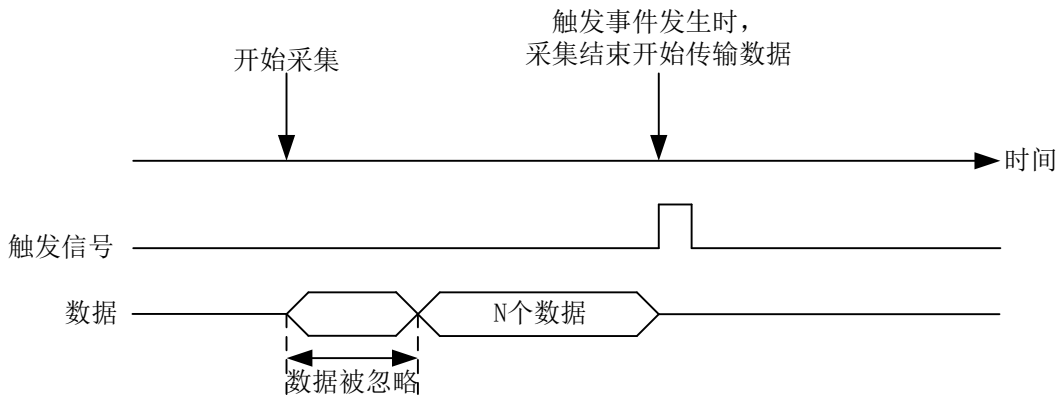 触发事件发生时，
采集结束开始传输数据
开始采集
时间
触发信号
数据
N个数据
数据被忽略